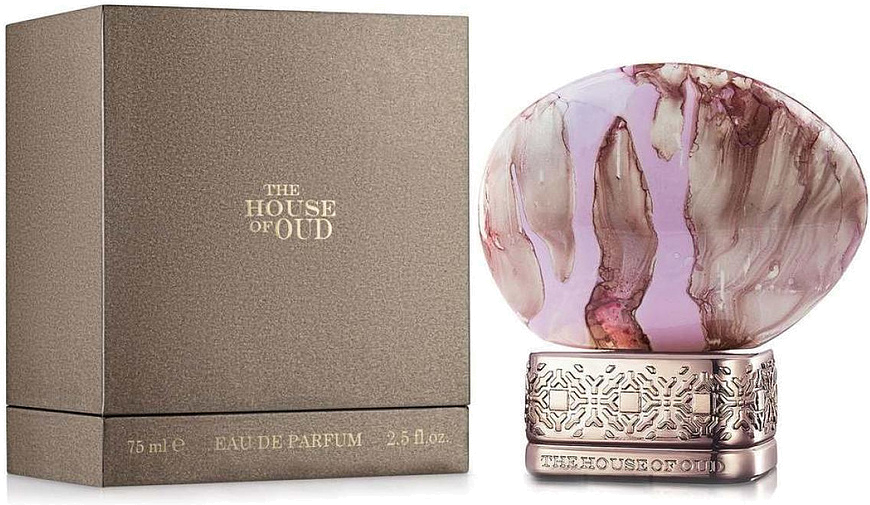 THE
HOUSE
OF OUD
75 ml ℮ EAU DE PARFUM 2.5 fl.oz.
THE HOUSE OF OUD